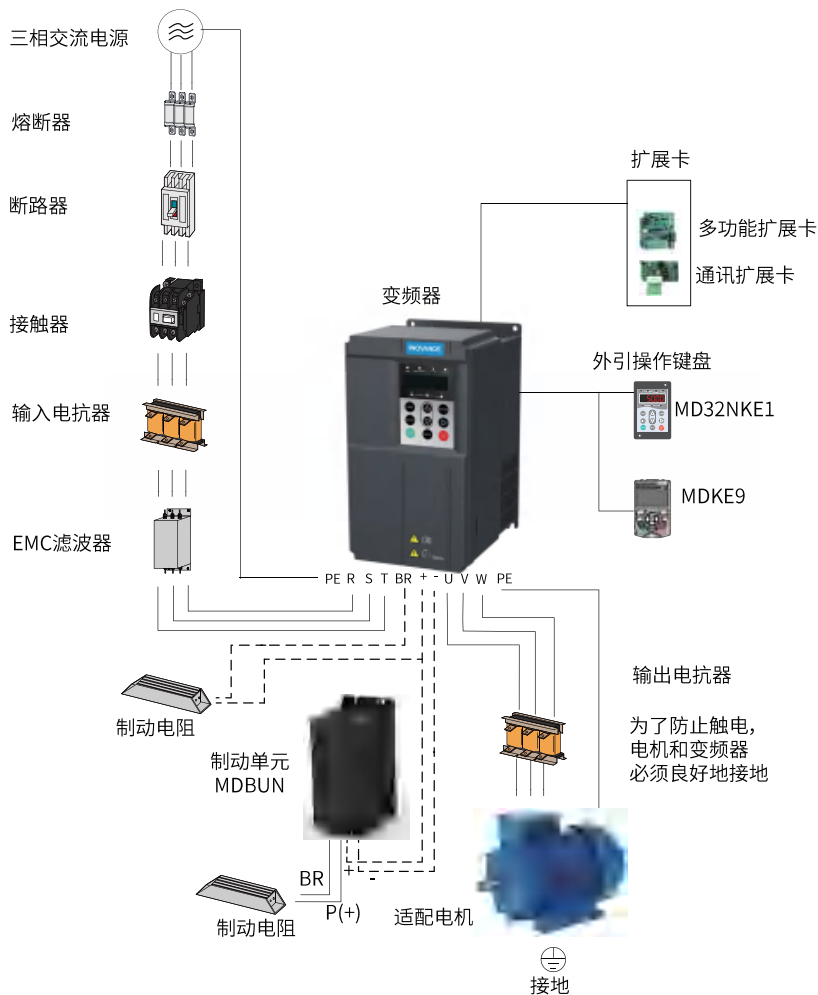 三相交流电源
熔断器
扩展卡
断路器
多功能扩展卡
通讯扩展卡
变频器
接触器
外引操作键盘
输入电抗器
MD32NKE1
MDKE9
EMC滤波器
PE R S T BR + - U V W PE
输出电抗器
制动电阻
为了防止触电,
电机和变频器
必须良好地接地
制动单元
MDBUN
BR
+
-
P(+)
制动电阻
适配电机
接地